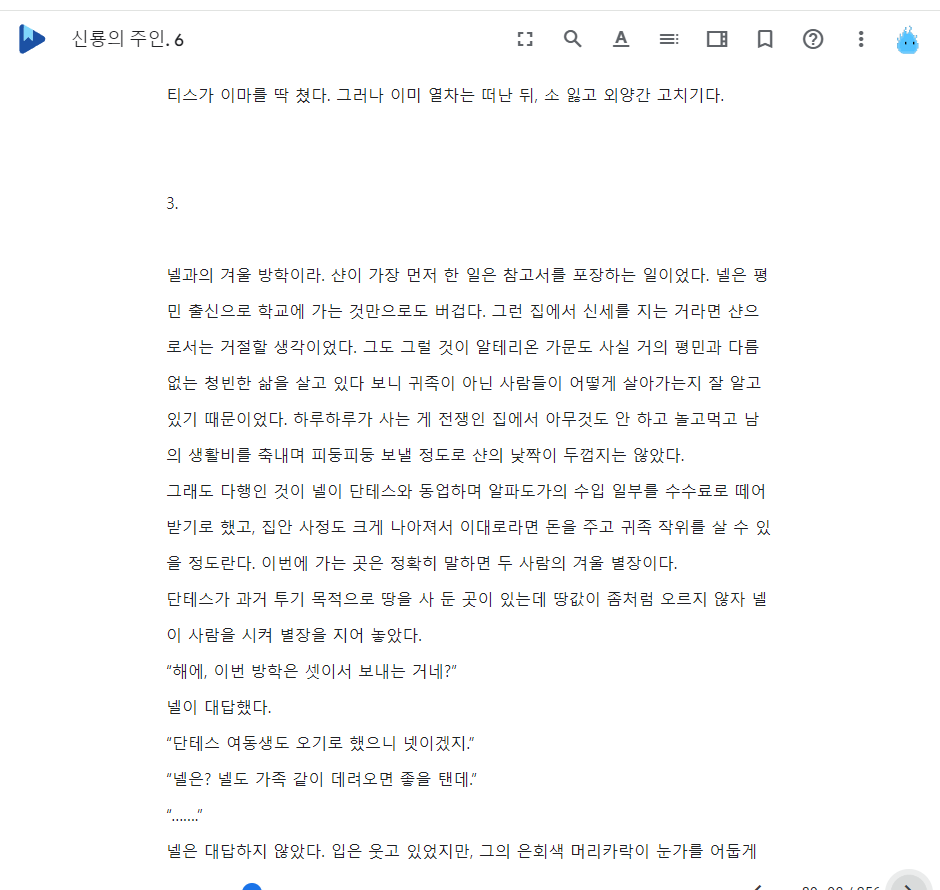 신룡의 주인. 6
티스가 이마를 딱 쳤다. 그러나 이미 열차는 떠난 뒤, 소 잃고 외양간 고치기다.
3.
넬과의 겨울 방학이라. 샨이 가장 먼저 한 일은 참고서를 포장하는 일이었다. 넬은 평
민 출신으로 학교에 가는 것만으로도 버겁다. 그런 집에서 신세를 지는 거라면 샨으
로서는 거절할 생각이었다. 그도 그럴 것이 알테리온 가문도 사실 거의 평민과 다름
없는 청빈한 삶을 살고 있다 보니 귀족이 아닌 사람들이 어떻게 살아가는지 잘 알고
있기 때문이었다. 하루하루가 사는 게 전쟁인 집에서 아무것도 안 하고 놀고먹고 남
의 생활비를 축내며 피둥피둥 보낼 정도로 샨의 낯짝이 두껍지는 않았다.
그래도 다행인 것이 넬이 단테스와 동업하며 알파도가의 수입 일부를 수수료로 떼어
받기로 했고, 집안 사정도 크게 나아져서 이대로라면 돈을 주고 귀족 작위를 살 수 있
을 정도란다. 이번에 가는 곳은 정확히 말하면 두 사람의 겨울 별장이다.
단테스가 과거 투기 목적으로 땅을 사 둔 곳이 있는데 땅값이 좀처럼 오르지 않자 넬
이 사람을 시켜 별장을 지어 놓았다.
“해에, 이번 방학은 셋이서 보내는 거네?”
넬이 대답했다.
“단테스 여동생도 오기로 했으니 넷이겠지.”
“넬은? 넬도 가족 같이 데려오면 좋을 탠데.”
“…….”
넬은 대답하지 않았다. 입은 웃고 있었지만, 그의 은회색 머리카락이 눈가를 어둡게